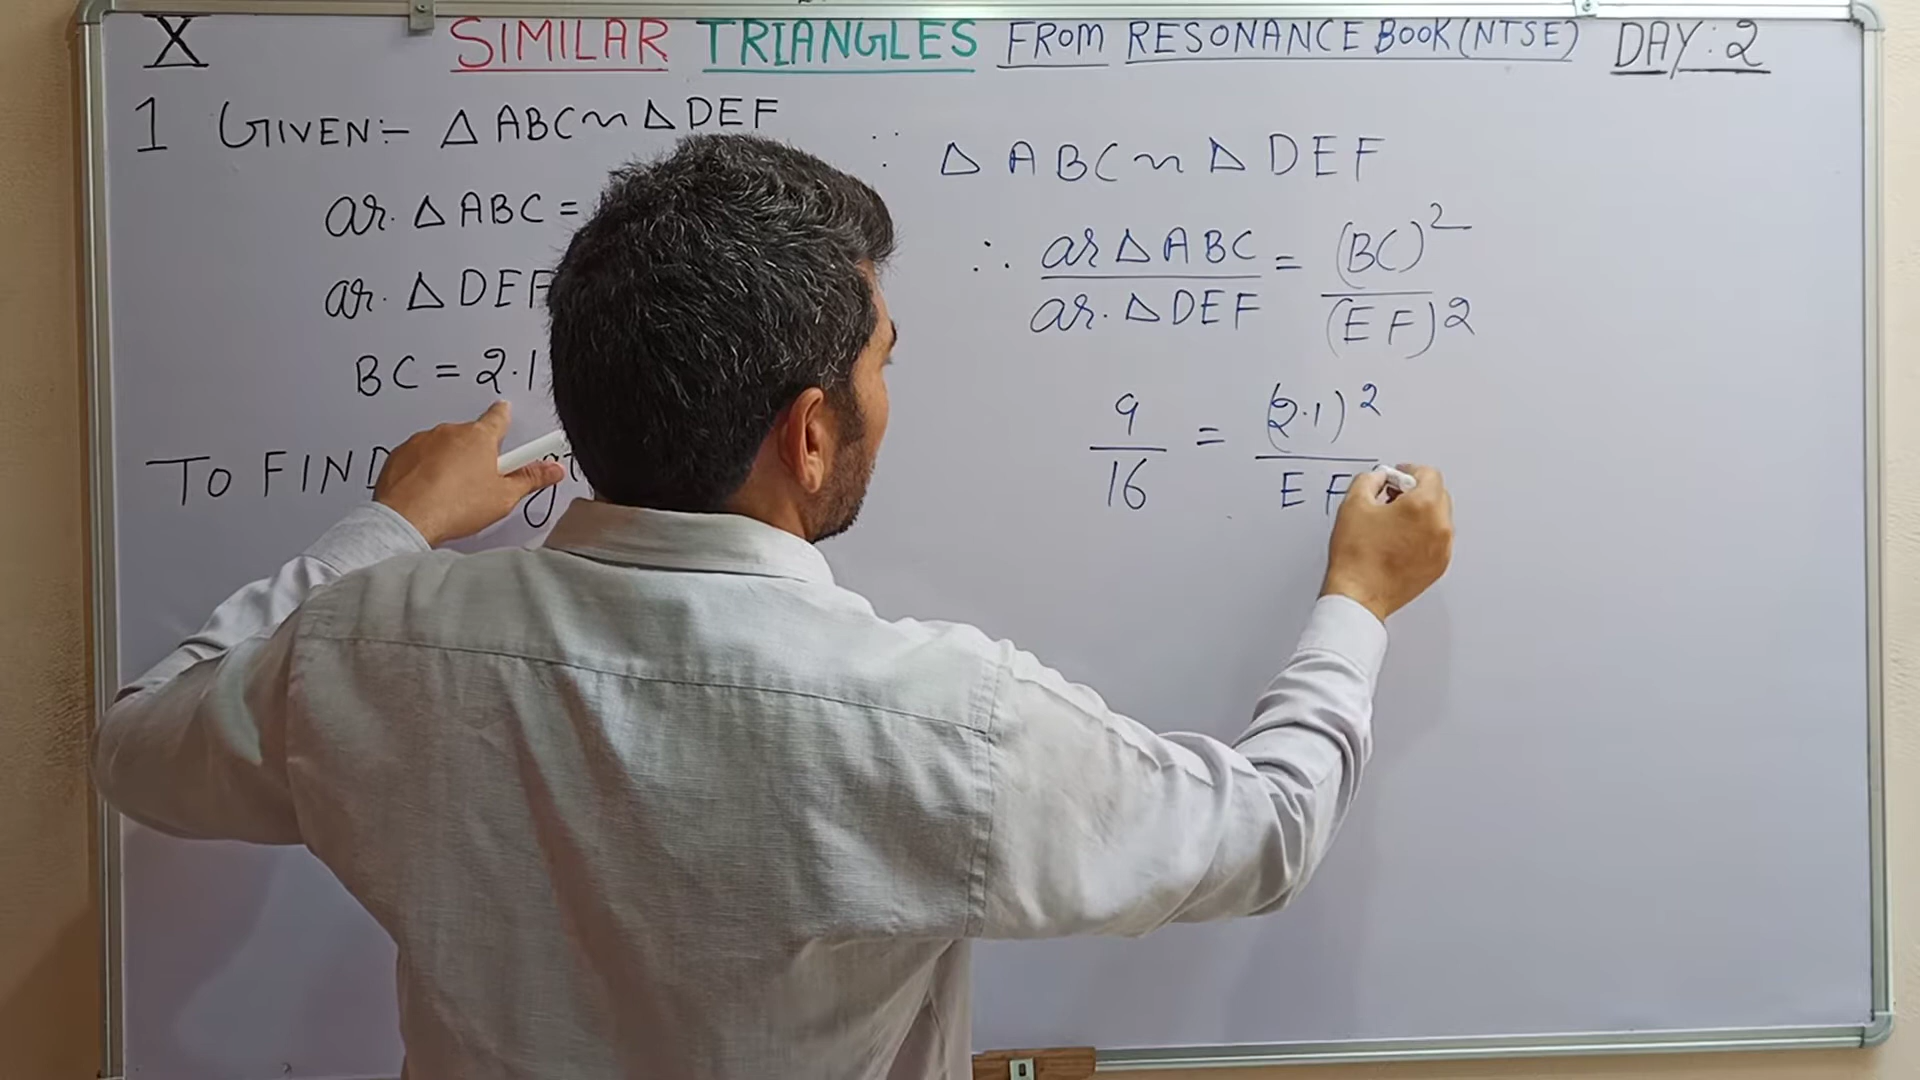 X SIMILAR TRIANGLES FROM RESONANCE BOOK (NTSE) DAY: 2
1 GIVEN:- △ ABC ~ △ DEF
ar. △ ABC =
ar. △ DEF
BC = 2.1
TO FIND
∵ △ ABC ~ △ DEF
∴ ar △ ABC / ar. △ DEF = (BC)² / (EF)²
9/16 = (2.1)² / EF